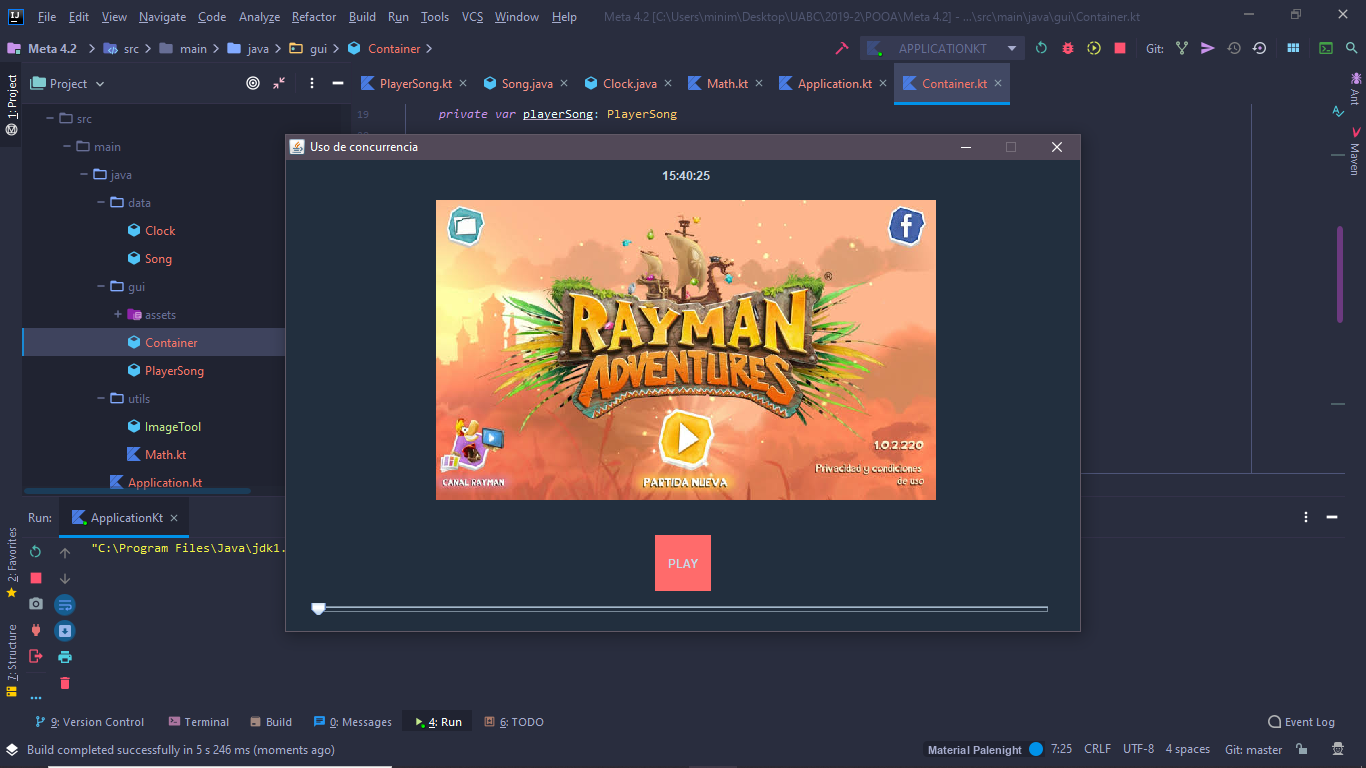 File Edit View Navigate Code Analyze Refactor Build Run Tools VCS Window Help Meta 4.2 [C:\Users\minim\Desktop\UABC\2019-2\POOA\Meta 4.2] - ...\src\main\java\gui\Container.kt
Meta 4.2 src main java gui Container APPLICATIONKT Git:
1: Project
Project PlayerSong.kt Song.java Clock.java Math.kt Application.kt Container.kt
Ant
Maven
19 private var playerSong: PlayerSong
src
main
java
data
Clock
Song
gui
assets
Container
PlayerSong
utils
ImageTool
Math.kt
Application.kt
Uso de concurrencia
15:40:25
f
RAYMAN
®
ADVENTURES
1.0.2.220
Privacidad y condiciones
de uso
CANAL RAYMAN
PARTIDA NUEVA
PLAY
Run: ApplicationKt
"C:\Program Files\Java\jdk1.
2: Favorites
7: Structure
9: Version Control Terminal Build 0: Messages 4: Run 6: TODO Event Log
Build completed successfully in 5 s 246 ms (moments ago) Material Palenight 7:25 CRLF UTF-8 4 spaces Git: master